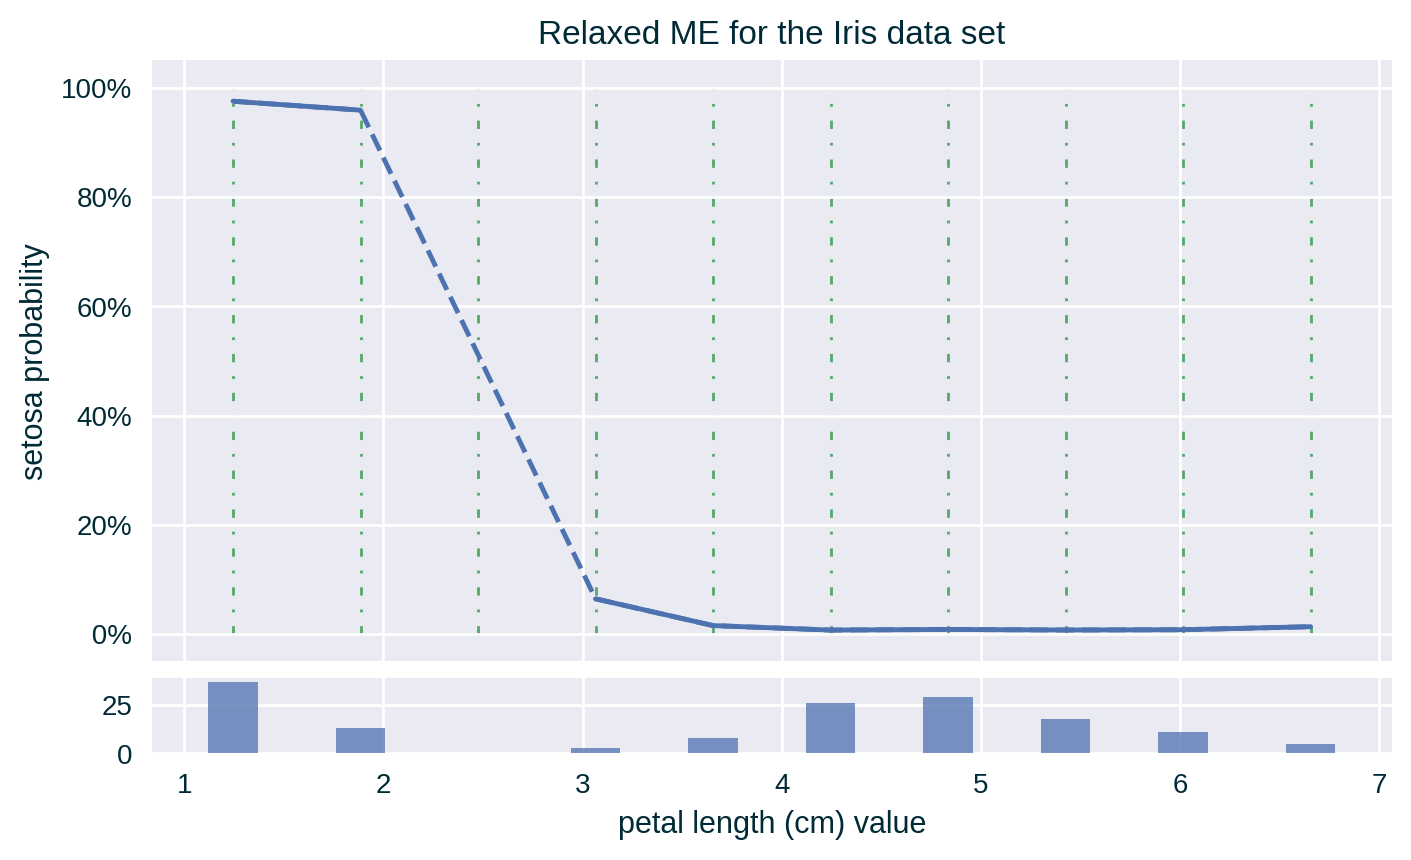 Relaxed ME for the Iris data set
100%
80%
60%
40%
20%
0%
setosa probability
25
0
1 2 3 4 5 6 7
petal length (cm) value